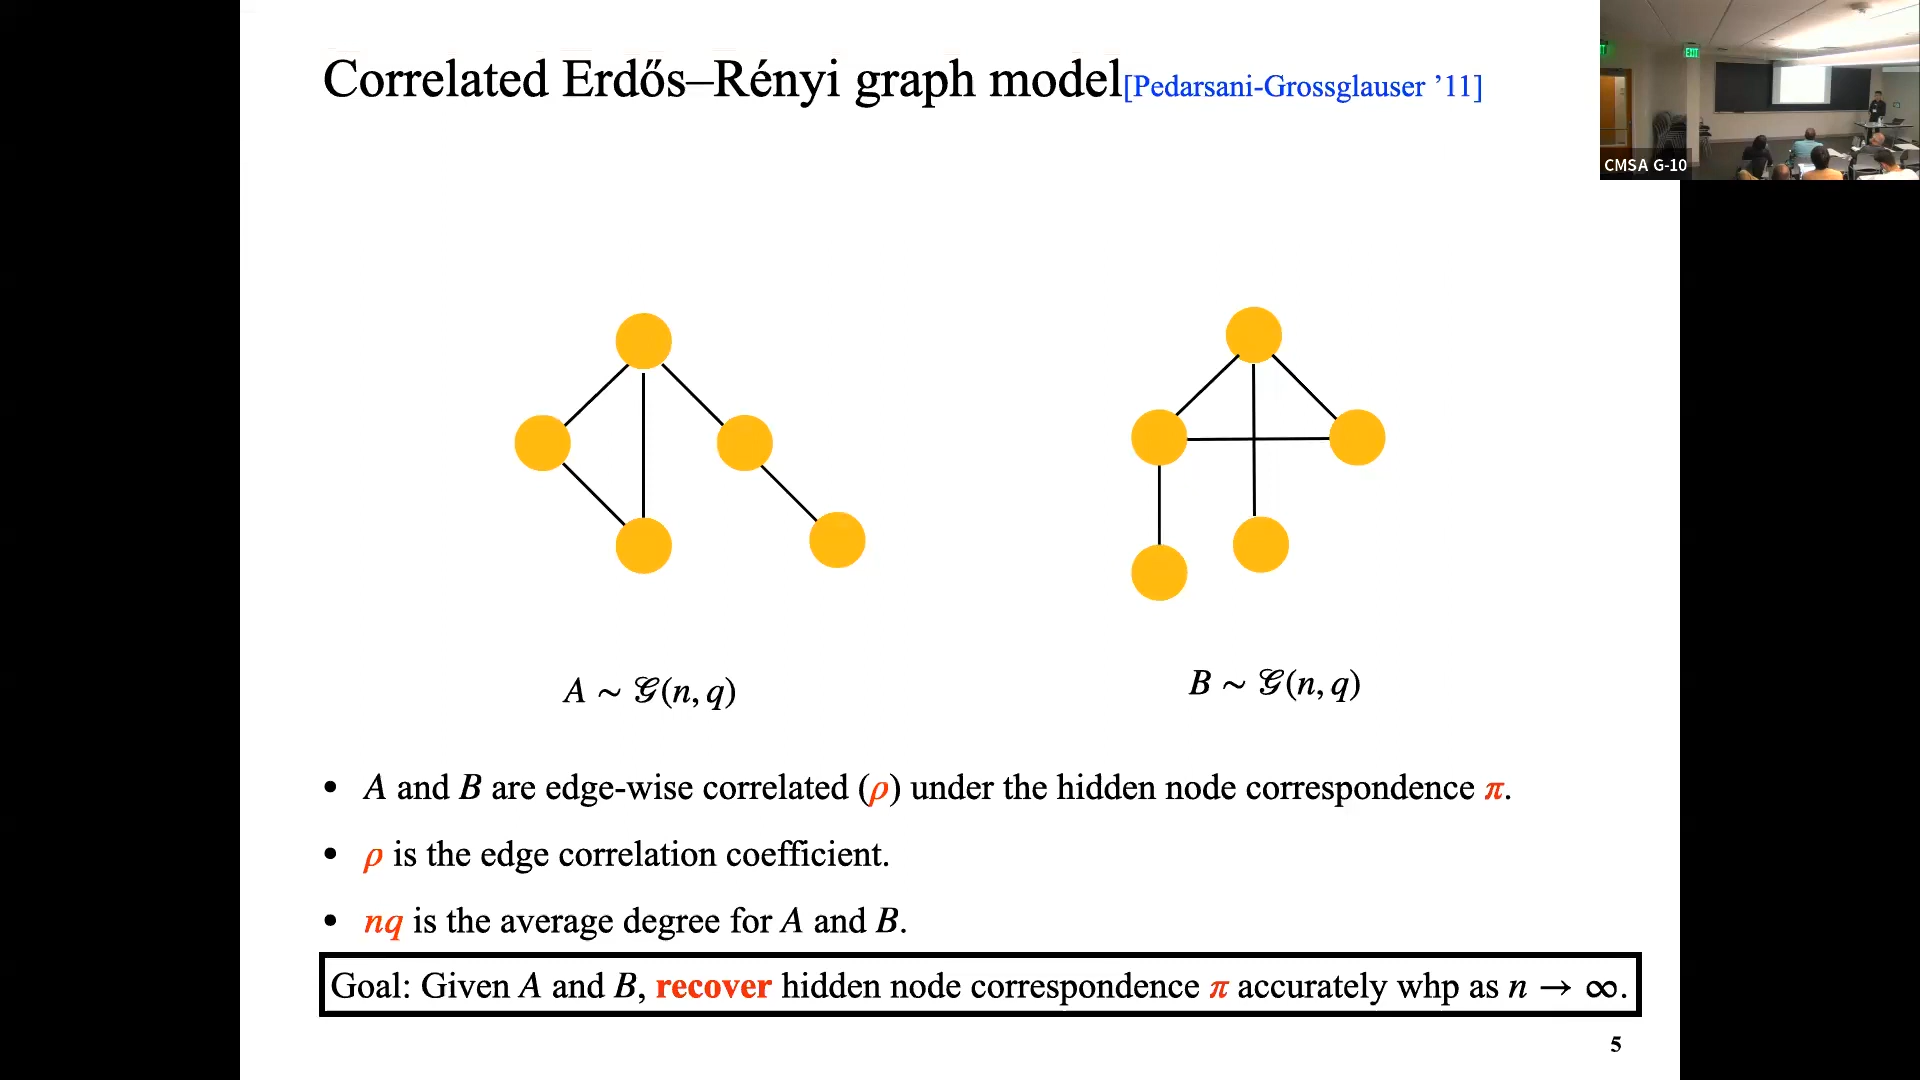 Correlated Erdős–Rényi graph model[Pedarsani-Grossglauser ’11]
EXIT
CMSA G-10
A ∼ 𝒢(n, q)
B ∼ 𝒢(n, q)
• A and B are edge-wise correlated (ρ) under the hidden node correspondence π.
• ρ is the edge correlation coefficient.
• nq is the average degree for A and B.
Goal: Given A and B, recover hidden node correspondence π accurately whp as n → ∞.
5